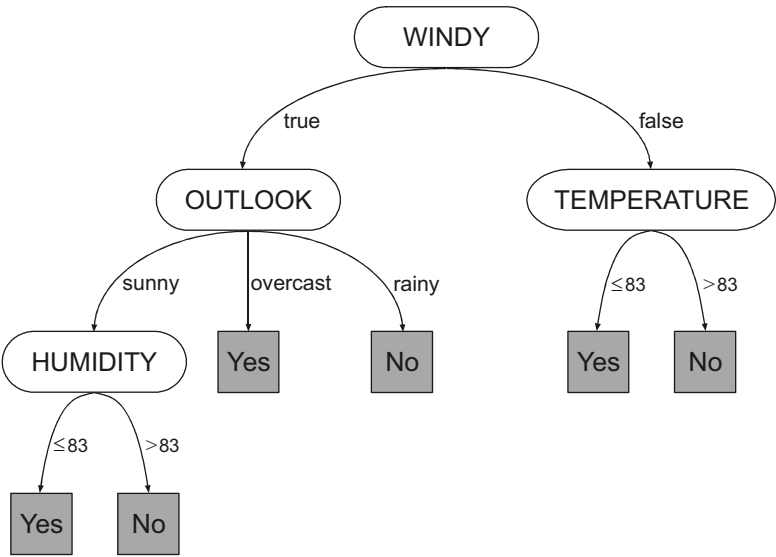 WINDY
true
false
OUTLOOK
TEMPERATURE
sunny
overcast
rainy
≤83
>83
HUMIDITY
Yes
No
Yes
No
≤83
>83
Yes
No